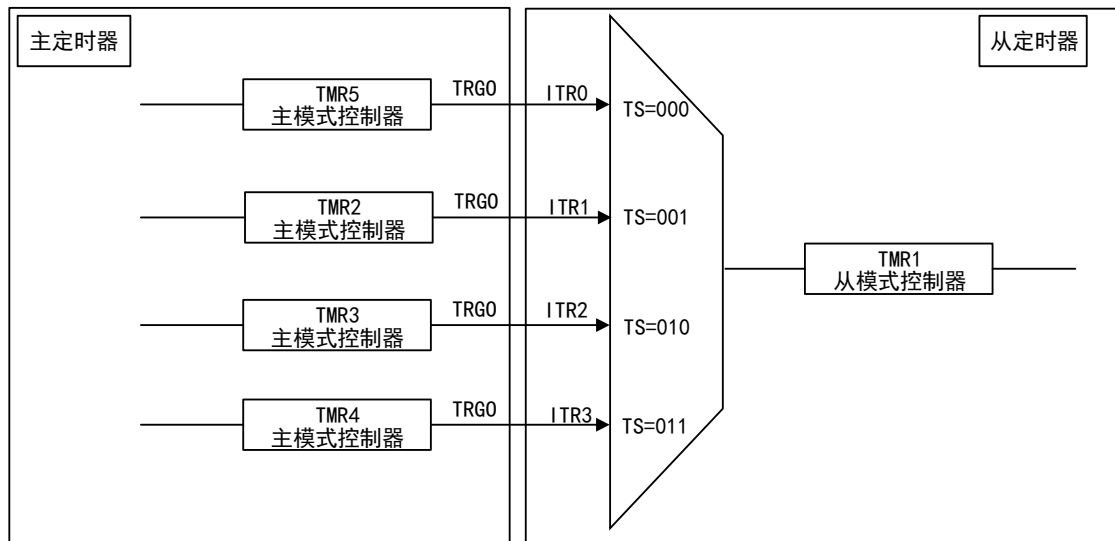 主定时器
从定时器
TMR5
主模式控制器
TRGO
ITR0
TS=000
TMR2
主模式控制器
TRGO
ITR1
TS=001
TMR1
从模式控制器
TMR3
主模式控制器
TRGO
ITR2
TS=010
TMR4
主模式控制器
TRGO
ITR3
TS=011